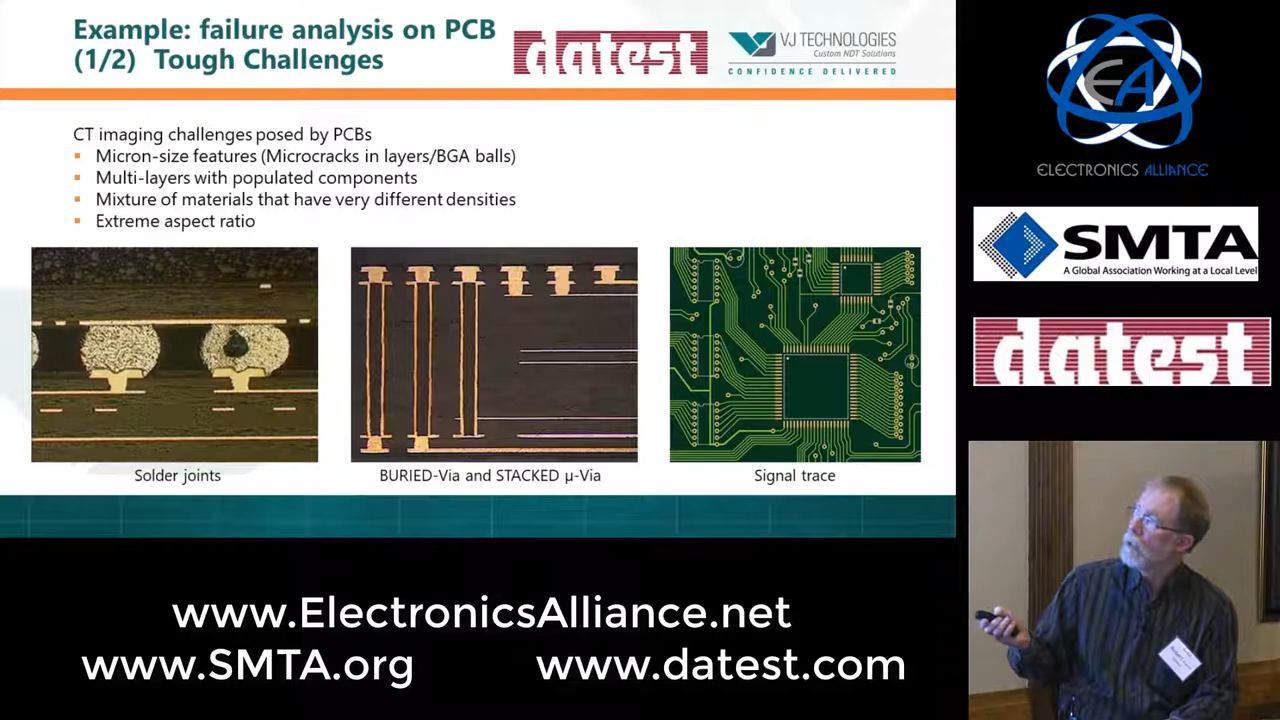 Example: failure analysis on PCB
(1/2) Tough Challenges
datest
VJ TECHNOLOGIES
Custom NDT Solutions
CONFIDENCE DELIVERED
CT imaging challenges posed by PCBs
▪ Micron-size features (Microcracks in layers/BGA balls)
▪ Multi-layers with populated components
▪ Mixture of materials that have very different densities
▪ Extreme aspect ratio
Solder joints
BURIED-Via and STACKED µ-Via
Signal trace
EA
ELECTRONICS ALLIANCE
SMTA
A Global Association Working at a Local Level
datest
www.ElectronicsAlliance.net
www.SMTA.org
www.datest.com